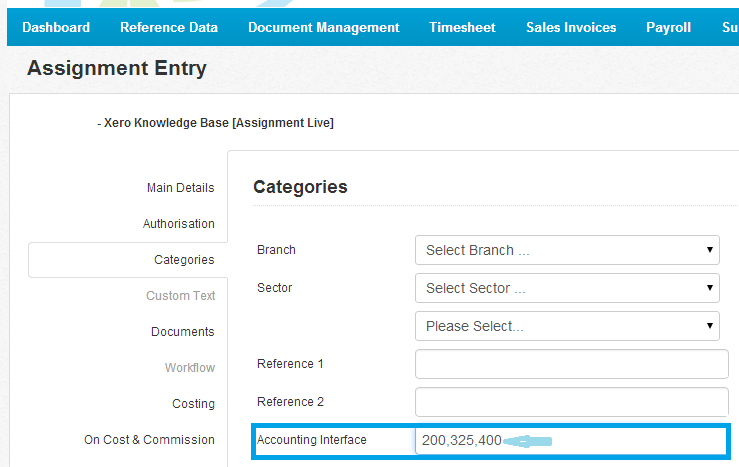 Dashboard Reference Data Document Management Timesheet Sales Invoices Payroll Su
Assignment Entry
- Xero Knowledge Base [Assignment Live]
Main Details
Authorisation
Categories
Custom Text
Documents
Workflow
Costing
On Cost & Commission
Categories
Branch Select Branch ...
Sector Select Sector ...
Please Select...
Reference 1
Reference 2
Accounting Interface 200,325,400